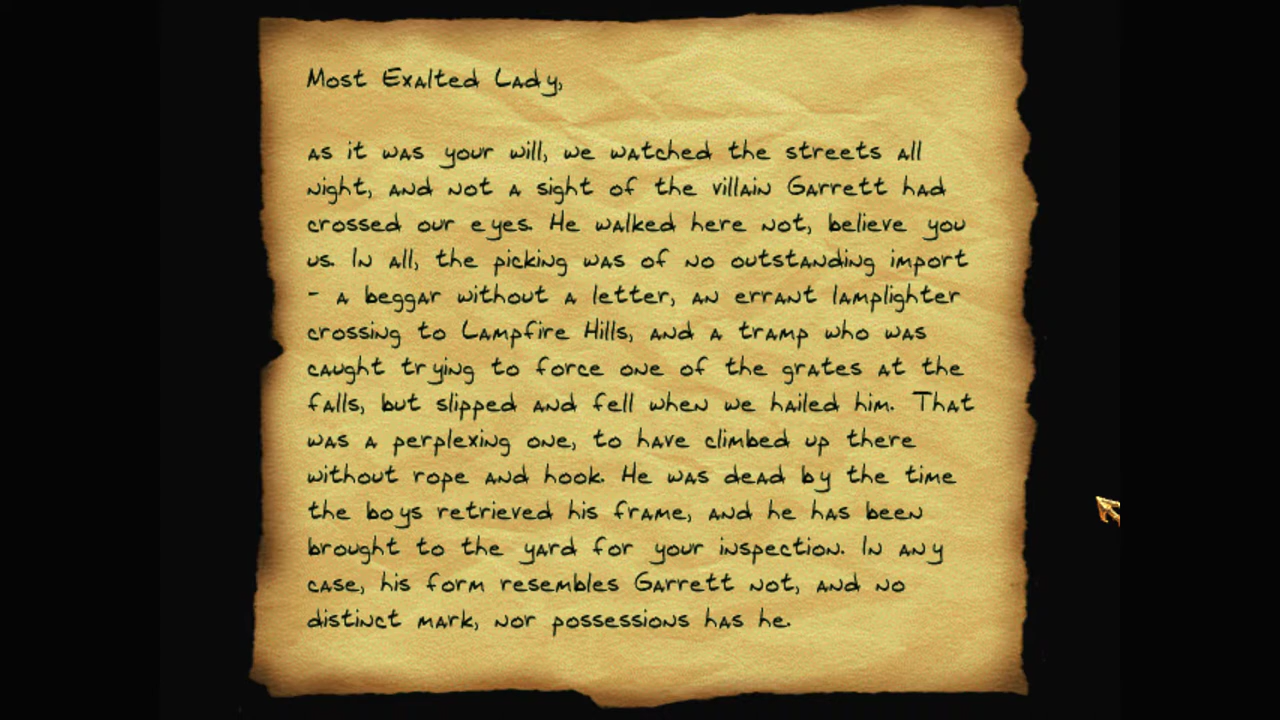 Most Exalted Lady,
as it was your will, we watched the streets all
night, and not a sight of the villain Garrett had
crossed our eyes. He walked here not, believe you
us. In all, the picking was of no outstanding import
- a beggar without a letter, an errant lamplighter
crossing to Lampfire Hills, and a tramp who was
caught trying to force one of the grates at the
falls, but slipped and fell when we hailed him. That
was a perplexing one, to have climbed up there
without rope and hook. He was dead by the time
the boys retrieved his frame, and he has been
brought to the yard for your inspection. In any
case, his form resembles Garrett not, and no
distinct mark, nor possessions has he.